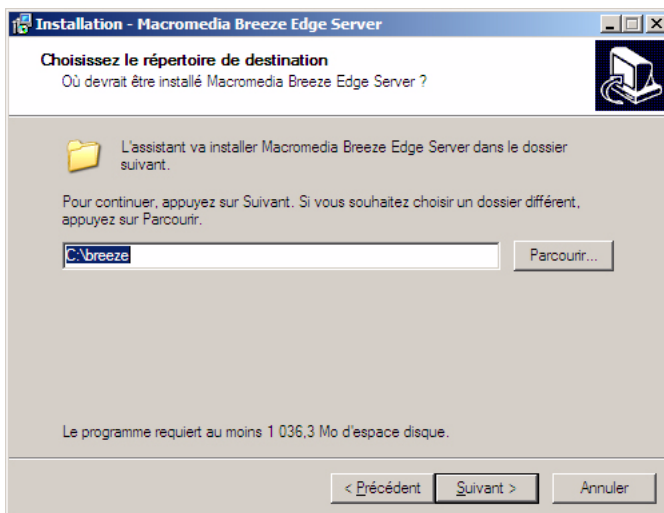 Installation - Macromedia Breeze Edge Server
Choisissez le répertoire de destination
Où devrait être installé Macromedia Breeze Edge Server ?
L'assistant va installer Macromedia Breeze Edge Server dans le dossier
suivant.
Pour continuer, appuyez sur Suivant. Si vous souhaitez choisir un dossier différent,
appuyez sur Parcourir.
C:\breeze
Parcourir...
Le programme requiert au moins 1 036,3 Mo d'espace disque.
< Précédent
Suivant >
Annuler